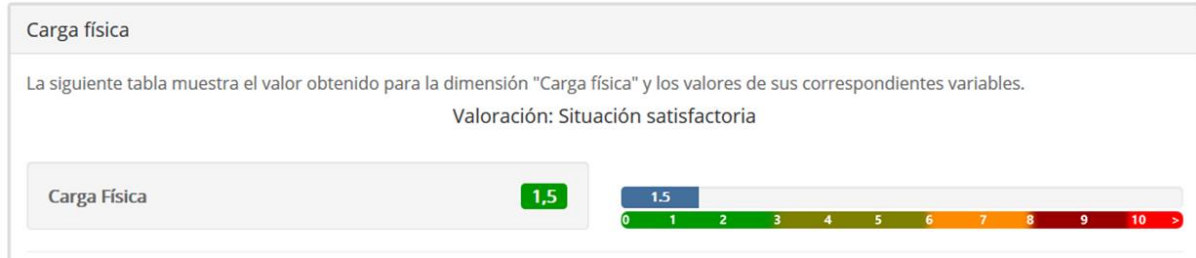 Carga física
La siguiente tabla muestra el valor obtenido para la dimensión "Carga física" y los valores de sus correspondientes variables.
Valoración: Situación satisfactoria
Carga Física 1,5
1.5
0 1 2 3 4 5 6 7 8 9 10 >